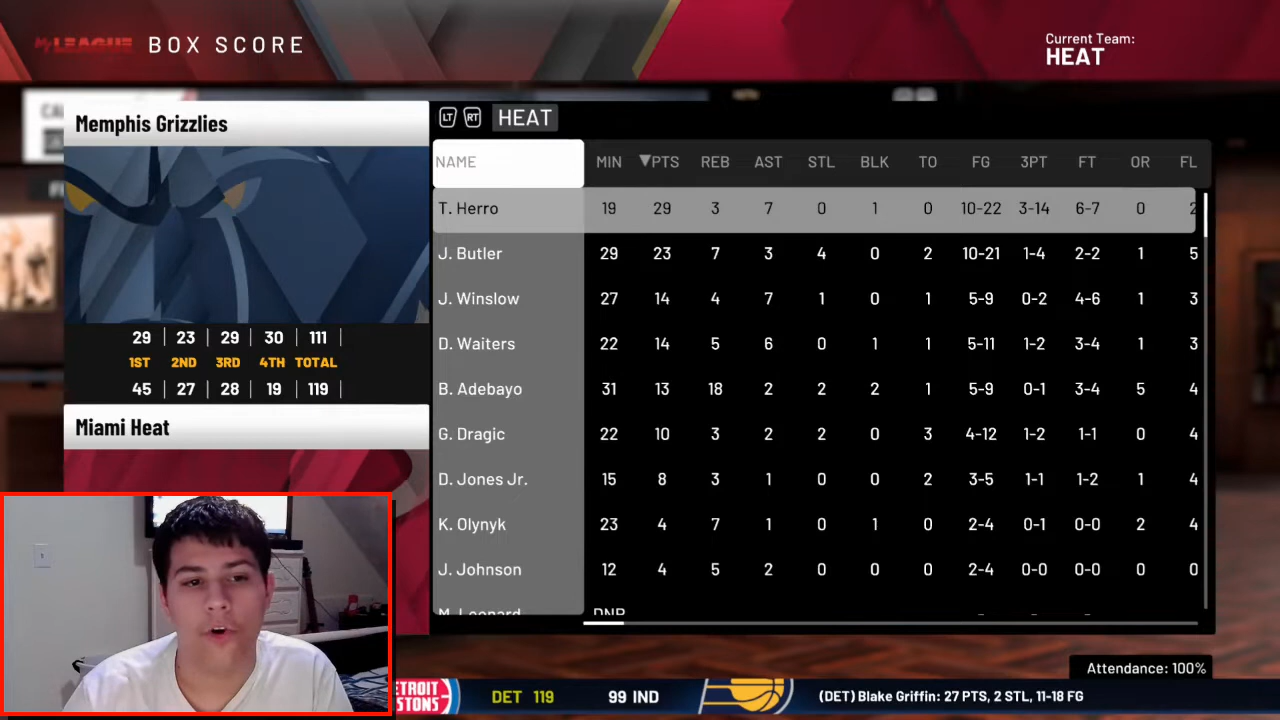 MyLEAGUE BOX SCORE
Current Team:
HEAT
Memphis Grizzlies
29 | 23 | 29 | 30 | 111 |
1ST 2ND 3RD 4TH TOTAL
45 | 27 | 28 | 19 | 119 |
Miami Heat
LT RT HEAT
NAME MIN ▼PTS REB AST STL BLK TO FG 3PT FT OR FL
T. Herro 19 29 3 7 0 1 0 10-22 3-14 6-7 0 2
J. Butler 29 23 7 3 4 0 2 10-21 1-4 2-2 1 5
J. Winslow 27 14 4 7 1 0 1 5-9 0-2 4-6 1 3
D. Waiters 22 14 5 6 0 1 1 5-11 1-2 3-4 1 3
B. Adebayo 31 13 18 2 2 2 1 5-9 0-1 3-4 5 4
G. Dragic 22 10 3 2 2 0 3 4-12 1-2 1-1 0 4
D. Jones Jr. 15 8 3 1 0 0 2 3-5 1-1 1-2 1 4
K. Olynyk 23 4 7 1 0 1 0 2-4 0-1 0-0 2 4
J. Johnson 12 4 5 2 0 0 0 2-4 0-0 0-0 0 0
M. Leonard DNP - - -
Attendance: 100%
DETROIT PISTONS DET 119 99 IND (DET) Blake Griffin: 27 PTS, 2 STL, 11-18 FG